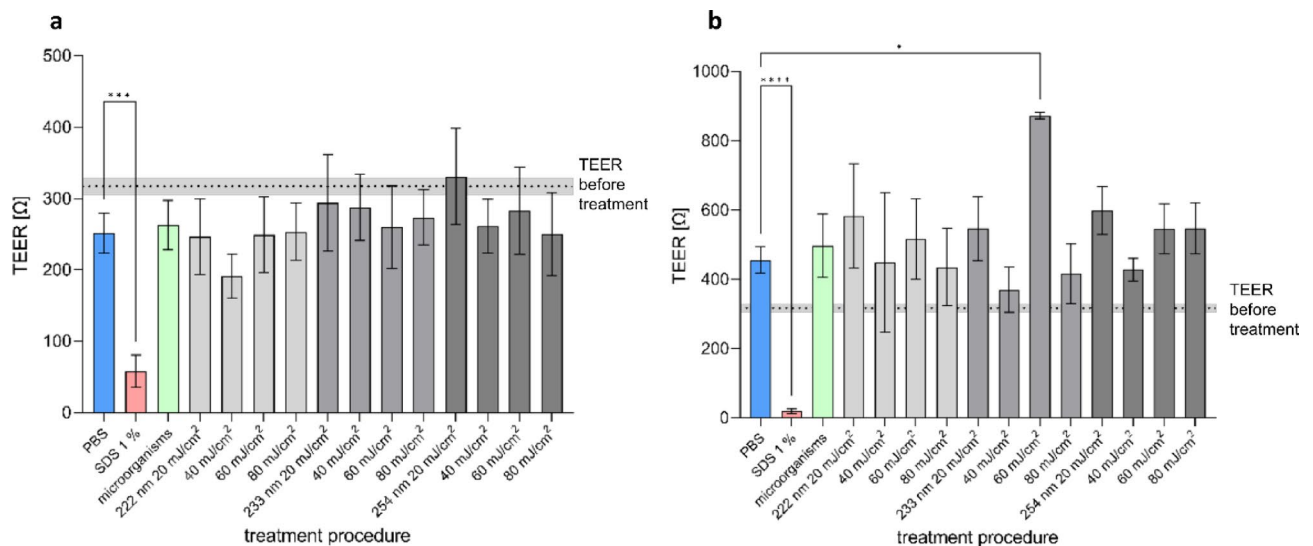 a
TEER [Ω]
500
400
300
200
100
0
***
TEER
before
treatment
PBS
SDS 1 %
microorganisms
222 nm 20 mJ/cm²
40 mJ/cm²
60 mJ/cm²
80 mJ/cm²
233 nm 20 mJ/cm²
40 mJ/cm²
60 mJ/cm²
80 mJ/cm²
254 nm 20 mJ/cm²
40 mJ/cm²
60 mJ/cm²
80 mJ/cm²
treatment procedure
b
TEER [Ω]
1000
800
600
400
200
0
*
****
TEER
before
treatment
PBS
SDS 1 %
microorganisms
222 nm 20 mJ/cm²
40 mJ/cm²
60 mJ/cm²
80 mJ/cm²
233 nm 20 mJ/cm²
40 mJ/cm²
60 mJ/cm²
80 mJ/cm²
254 nm 20 mJ/cm²
40 mJ/cm²
60 mJ/cm²
80 mJ/cm²
treatment procedure